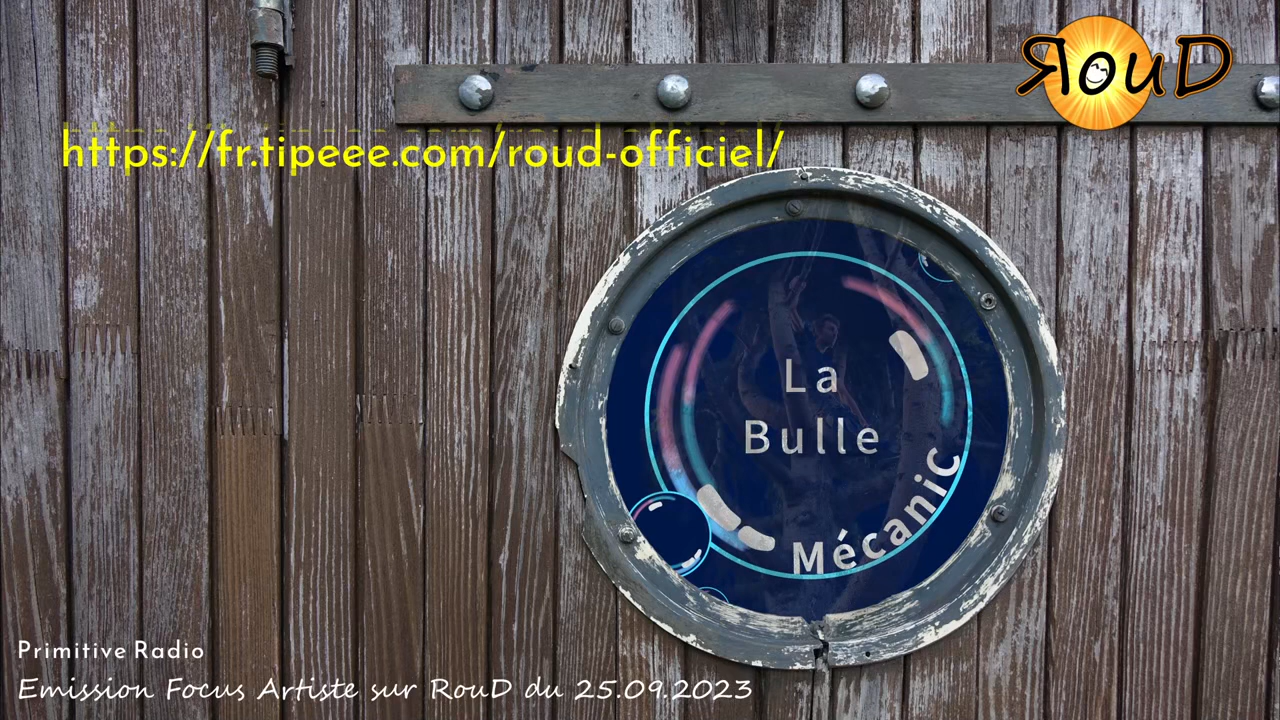 RouD
https://fr.tipeee.com/roud-officiel/
La
Bulle
MécaniC
Primitive Radio
Emission Focus Artiste sur RouD du 25.09.2023